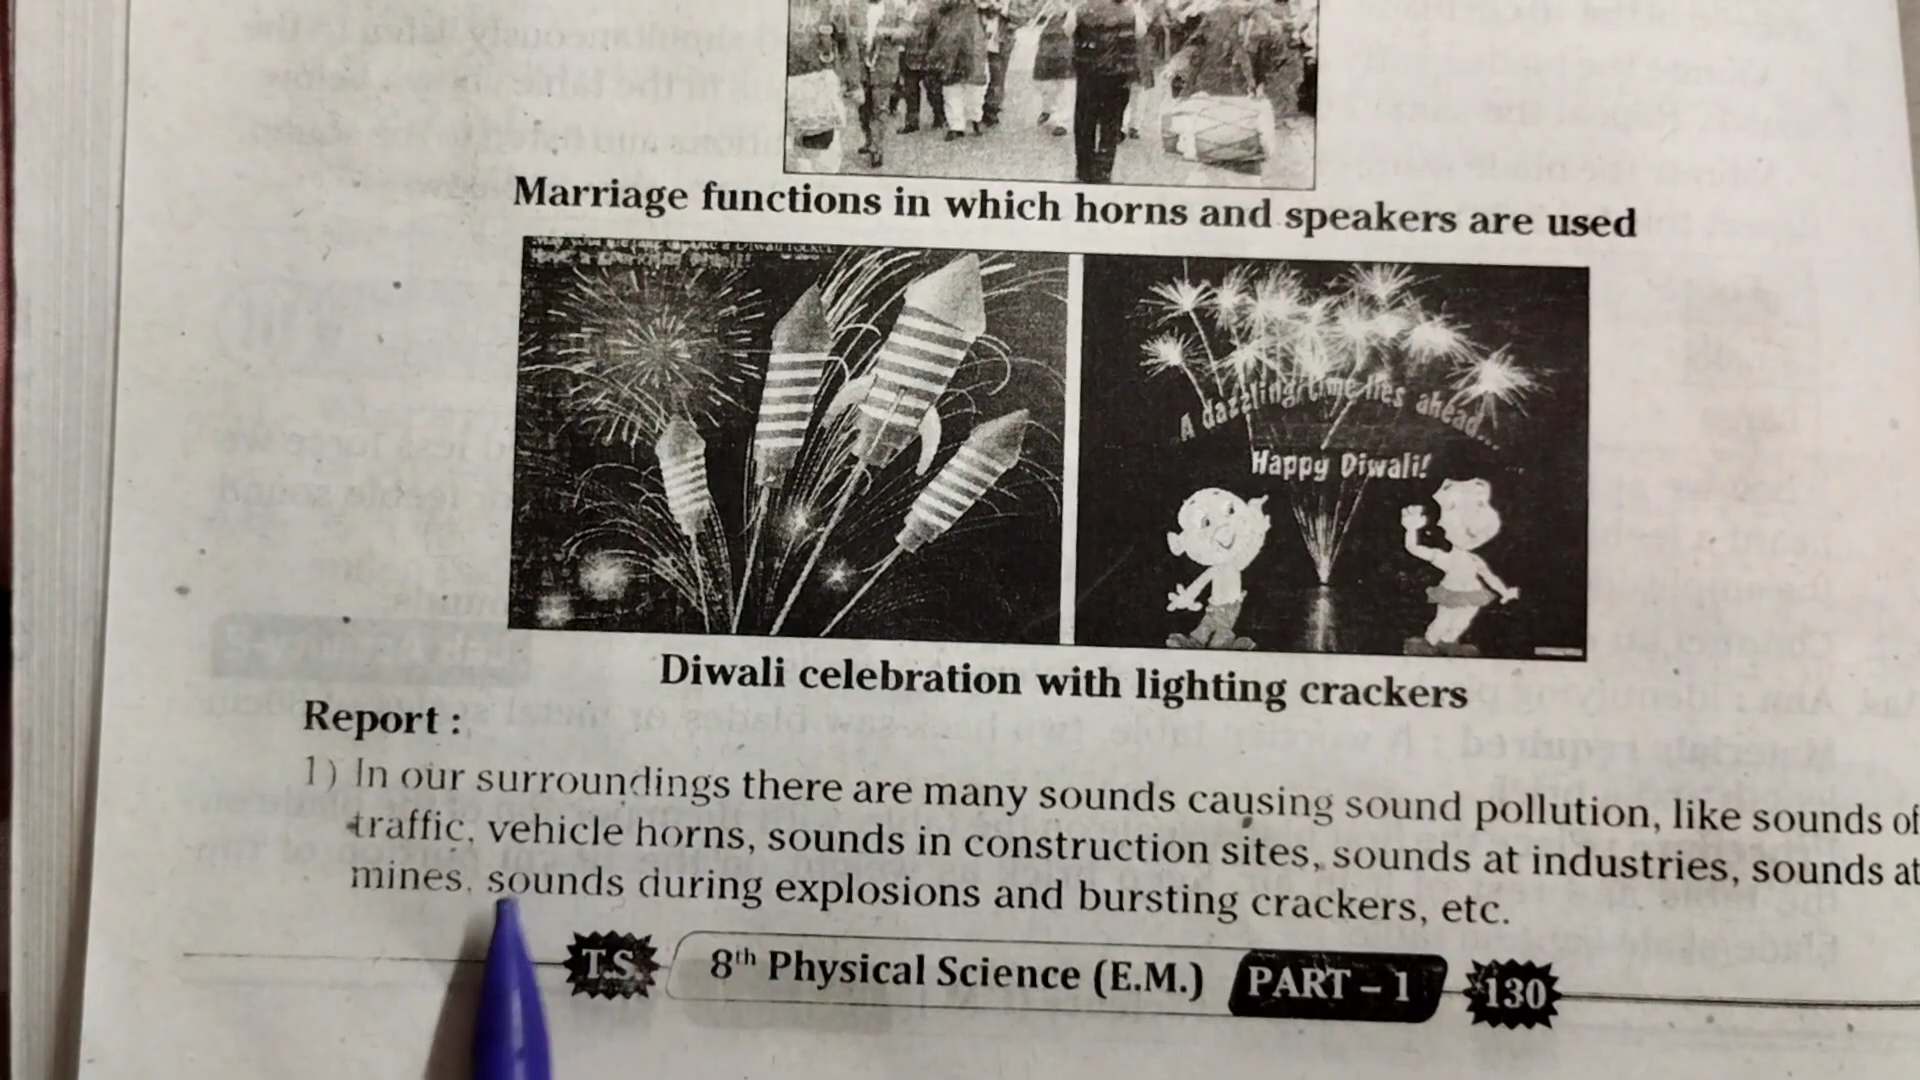 Marriage functions in which horns and speakers are used
A dazzling time lies ahead...
Happy Diwali!
Diwali celebration with lighting crackers
Report :
1) In our surroundings there are many sounds causing sound pollution, like sounds of
traffic, vehicle horns, sounds in construction sites, sounds at industries, sounds at
mines, sounds during explosions and bursting crackers, etc.
TS 8th Physical Science (E.M.) PART – 1 130